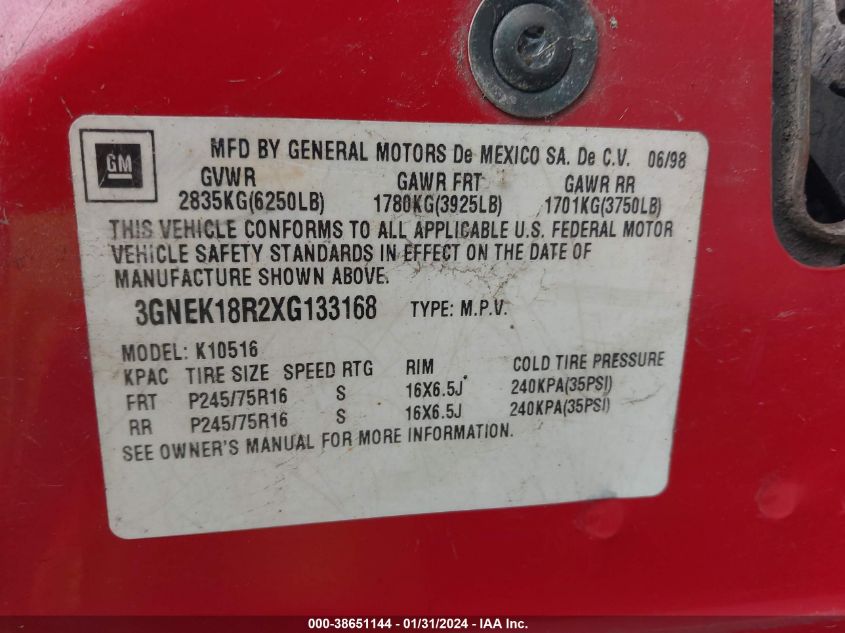 GM
MFD BY GENERAL MOTORS De MEXICO SA. De C.V. 06/98
GVWR GAWR FRT GAWR RR
2835KG(6250LB) 1780KG(3925LB) 1701KG(3750LB)
THIS VEHICLE CONFORMS TO ALL APPLICABLE U.S. FEDERAL MOTOR
VEHICLE SAFETY STANDARDS IN EFFECT ON THE DATE OF
MANUFACTURE SHOWN ABOVE.
3GNEK18R2XG133168 TYPE: M.P.V.
MODEL: K10516
KPAC TIRE SIZE SPEED RTG RIM COLD TIRE PRESSURE
FRT P245/75R16 S 16X6.5J 240KPA(35PSI)
RR P245/75R16 S 16X6.5J 240KPA(35PSI)
SEE OWNER'S MANUAL FOR MORE INFORMATION.
000-38651144 - 01/31/2024 - IAA Inc.